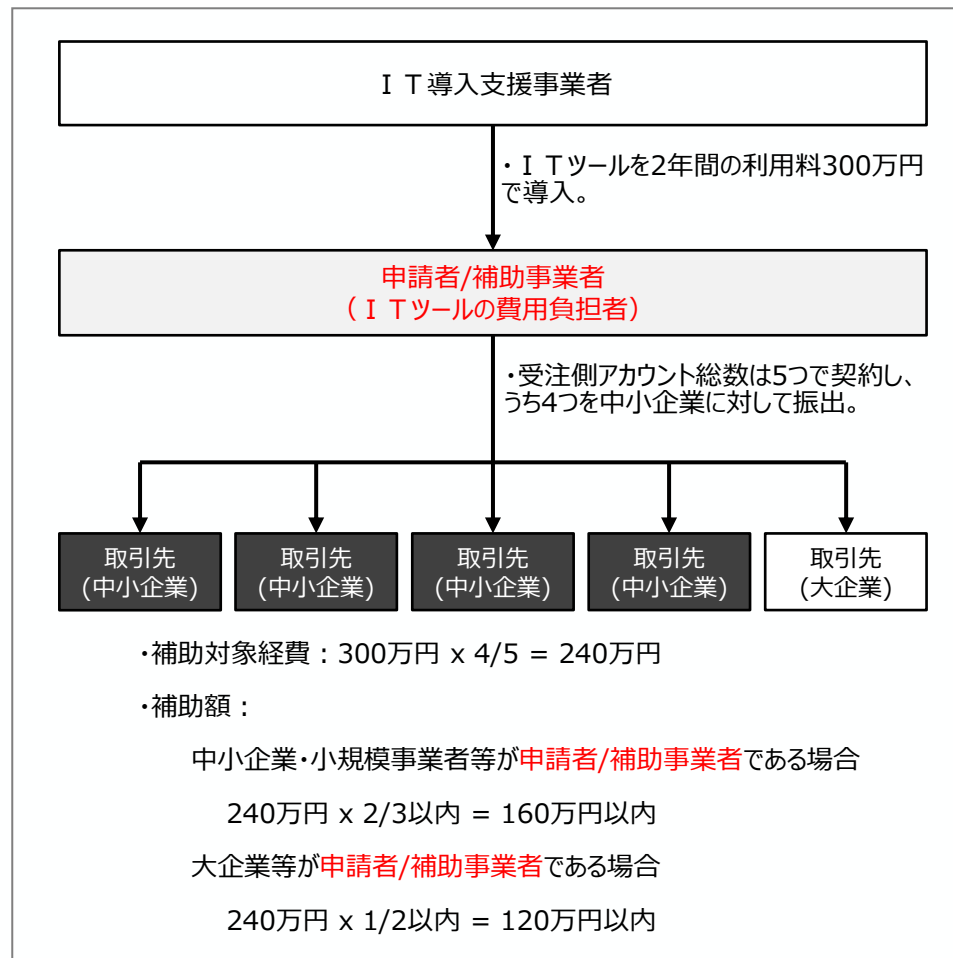 ＩＴ導入支援事業者
・ＩＴツールを2年間の利用料300万円
で導入。
申請者/補助事業者
（ＩＴツールの費用負担者）
・受注側アカウント総数は5つで契約し、
うち4つを中小企業に対して振出。
取引先
(中小企業)
取引先
(中小企業)
取引先
(中小企業)
取引先
(中小企業)
取引先
(大企業)
・補助対象経費：300万円 x 4/5 = 240万円
・補助額：
中小企業・小規模事業者等が申請者/補助事業者である場合
240万円 x 2/3以内 = 160万円以内
大企業等が申請者/補助事業者である場合
240万円 x 1/2以内 = 120万円以内